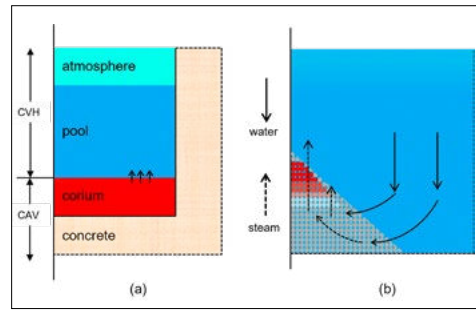 atmosphere
CVH
pool
water
corium
steam
CAV
concrete
(a)
(b)